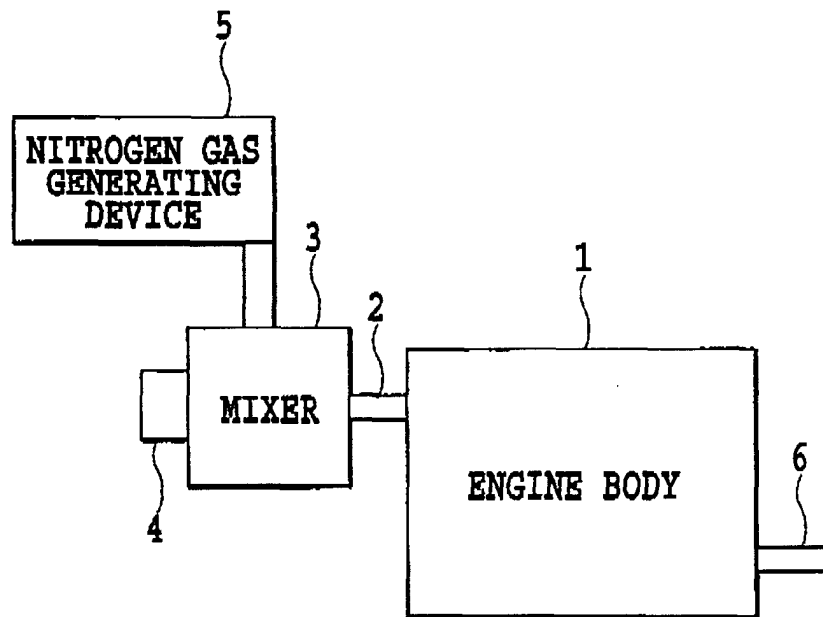 5
NITROGEN GAS
GENERATING
DEVICE
3
1
2
MIXER
ENGINE BODY
6
4